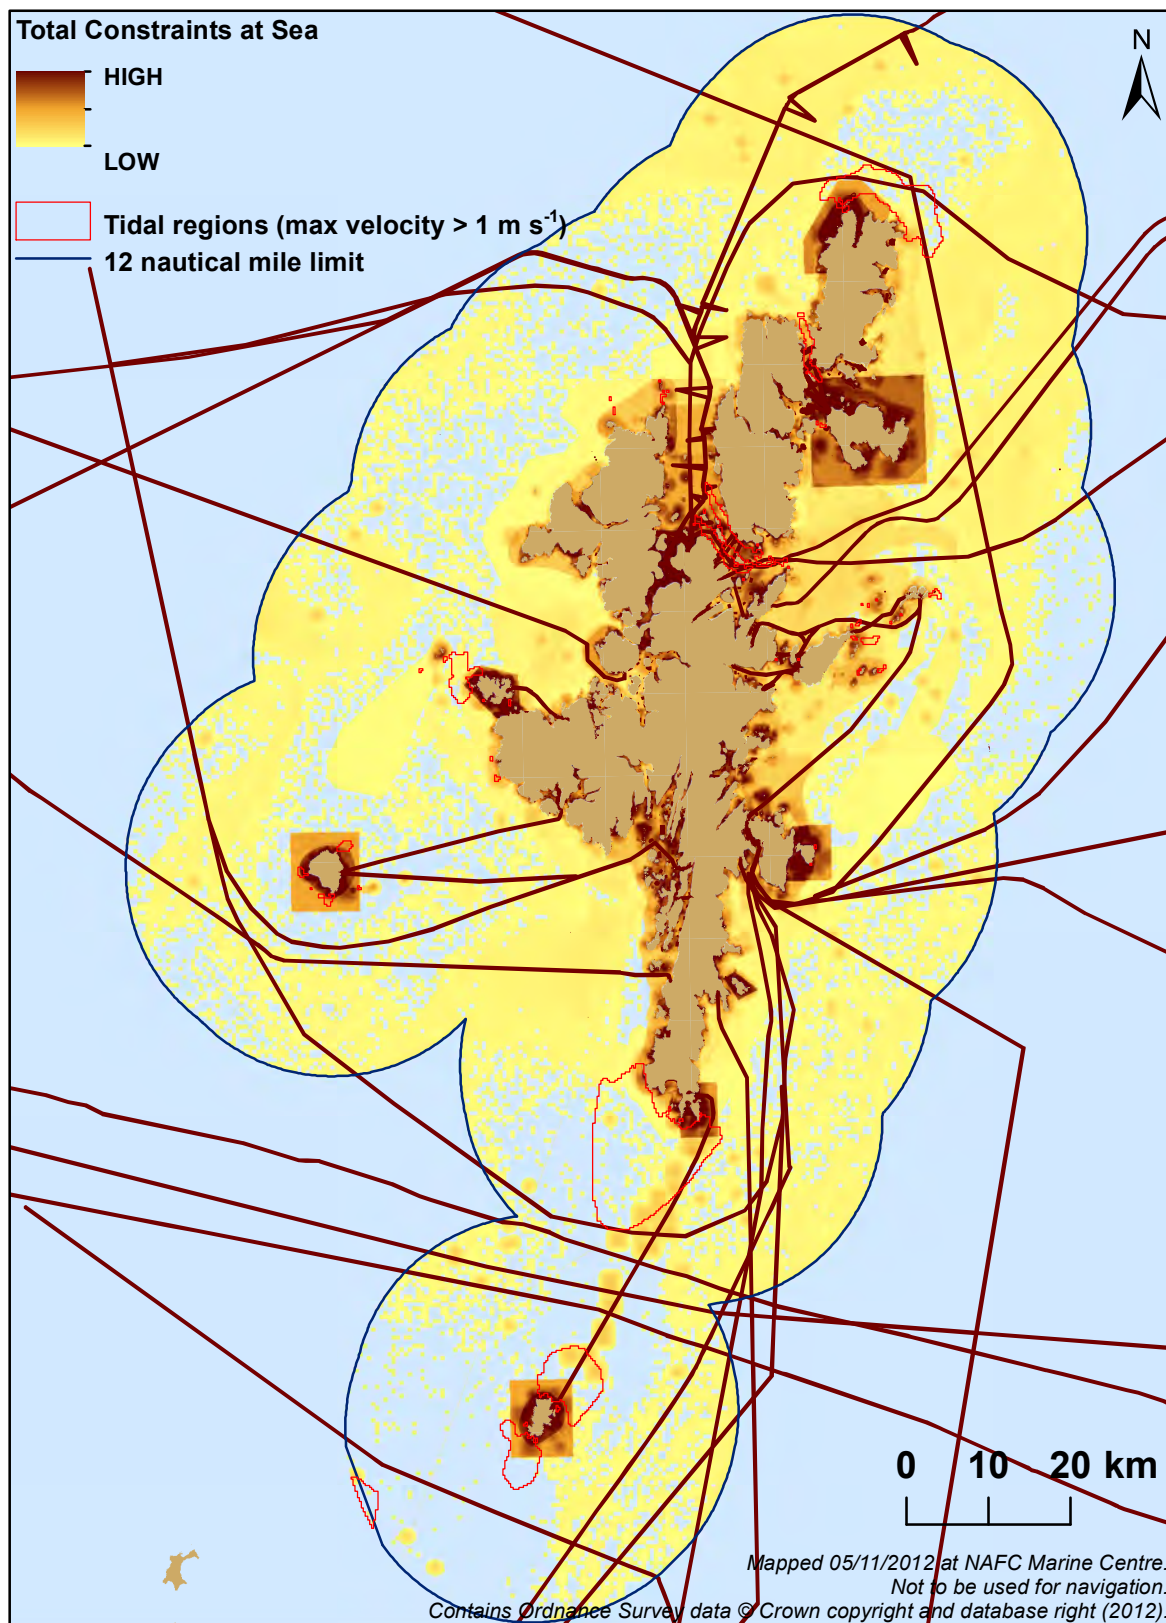 Total Constraints at Sea
HIGH
LOW
Tidal regions (max velocity > 1 m s-1)
12 nautical mile limit
N
0 10 20 km
Mapped 05/11/2012 at NAFC Marine Centre.
Not to be used for navigation.
Contains Ordnance Survey data © Crown copyright and database right (2012).